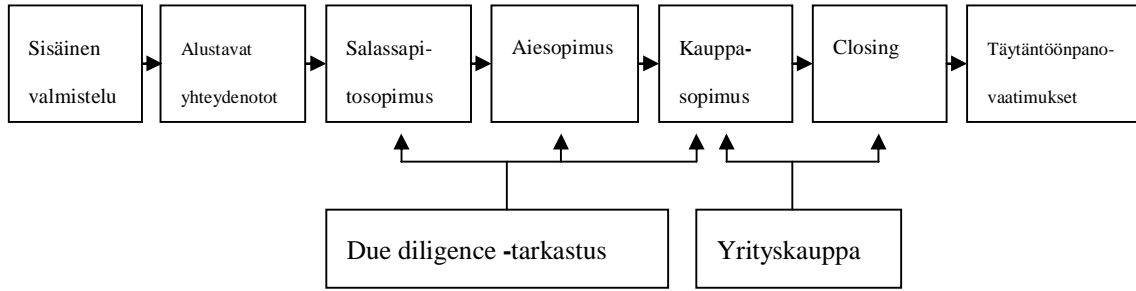 Sisäinen
valmistelu
Alustavat
yhteydenotot
Salassapi-
tosopimus
Aiesopimus
Kauppa-
sopimus
Closing
Täytäntöönpano-
vaatimukset
Due diligence -tarkastus
Yrityskauppa